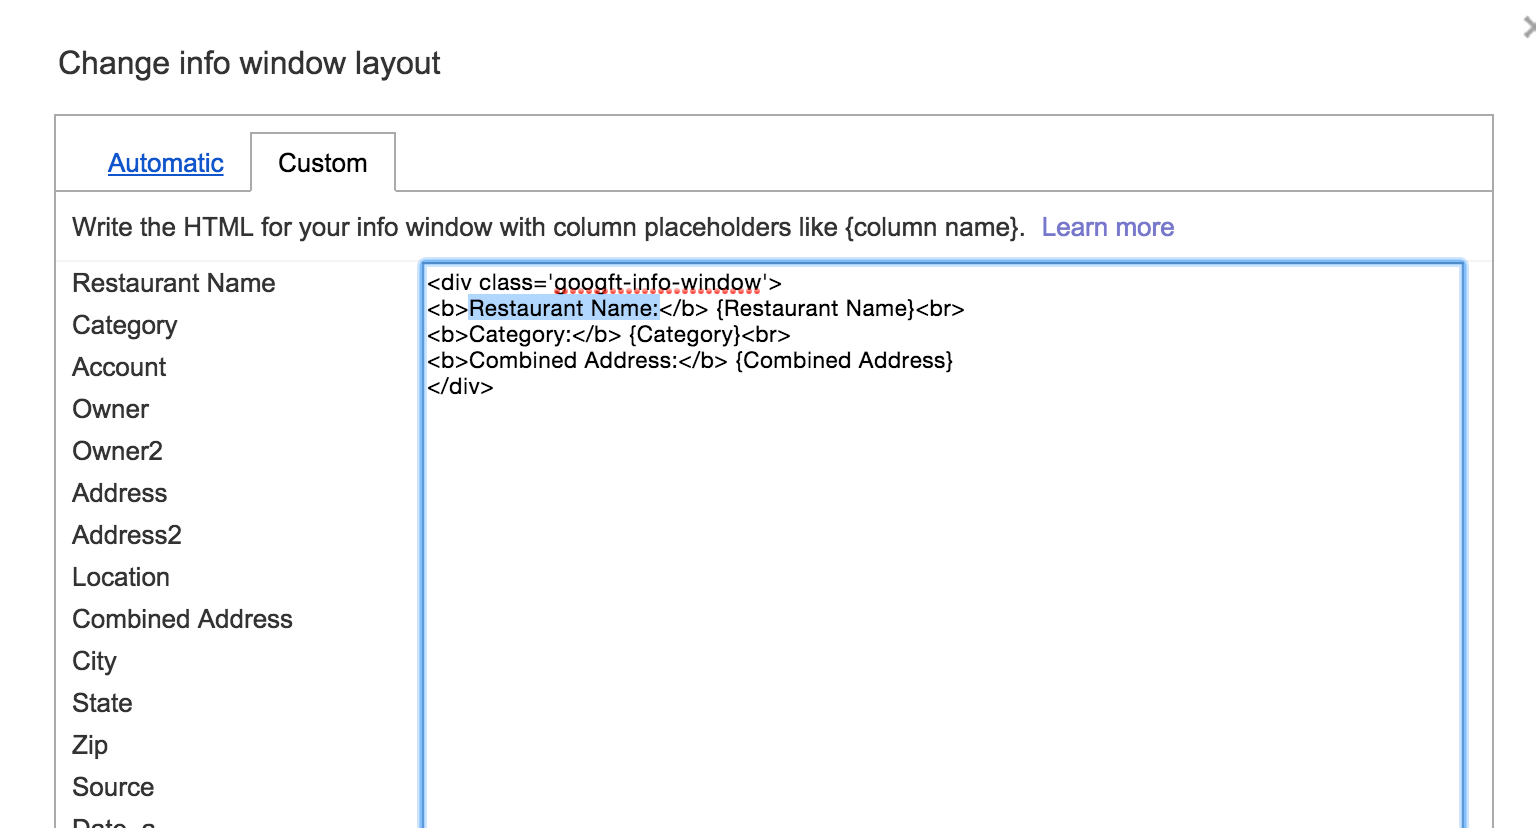 Change info window layout
Automatic
Custom
Write the HTML for your info window with column placeholders like {column name}. Learn more
Restaurant Name
Category
Account
Owner
Owner2
Address
Address2
Location
Combined Address
City
State
Zip
Source
<div class='googft-info-window'>
<b>Restaurant Name:</b> {Restaurant Name}<br>
<b>Category:</b> {Category}<br>
<b>Combined Address:</b> {Combined Address}
</div>